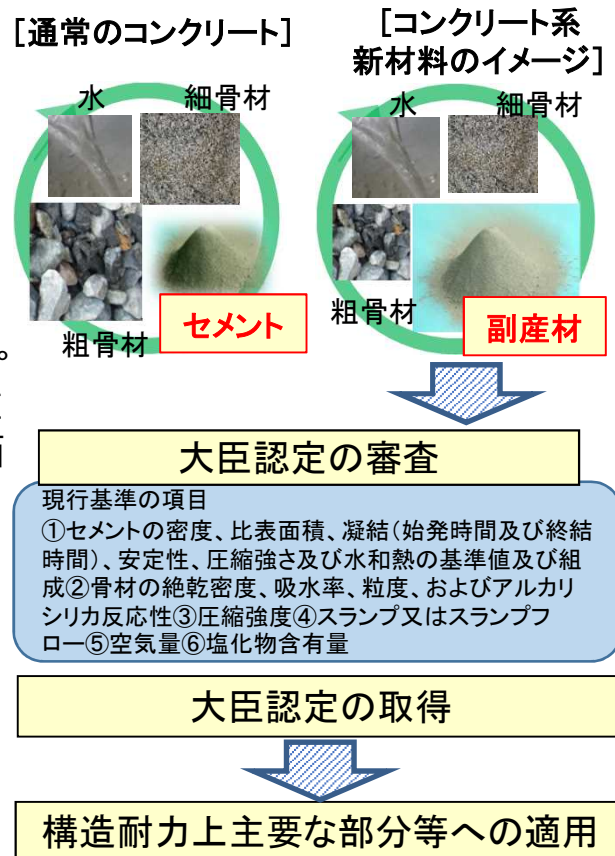 [通常のコンクリート]
[コンクリート系
新材料のイメージ]
水 細骨材
粗骨材
セメント
水 細骨材
粗骨材
副産材
。
大臣認定の審査
現行基準の項目
①セメントの密度、比表面積、凝結(始発時間及び終結
時間)、安定性、圧縮強さ及び水和熱の基準値及び組
成②骨材の絶乾密度、吸水率、粒度、およびアルカリ
シリカ反応性③圧縮強度④スランプ又はスランプフ
ロー⑤空気量⑥塩化物含有量
大臣認定の取得
構造耐力上主要な部分等への適用